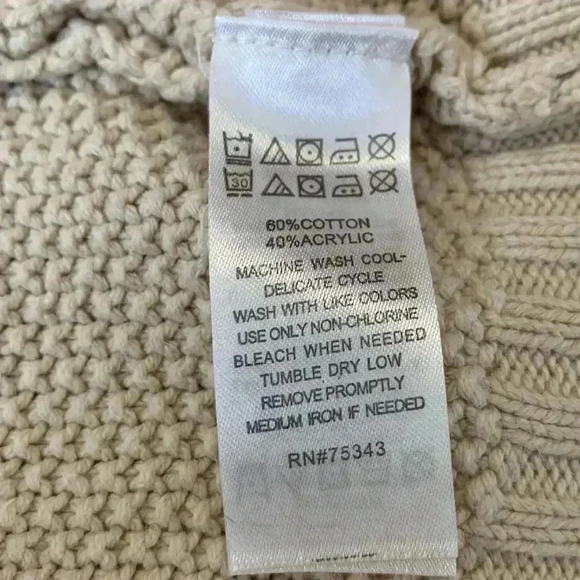 30
60%COTTON
40%ACRYLIC
MACHINE WASH COOL-
DELICATE CYCLE
WASH WITH LIKE COLORS
USE ONLY NON-CHLORINE
BLEACH WHEN NEEDED
TUMBLE DRY LOW
REMOVE PROMPTLY
MEDIUM IRON IF NEEDED
RN#75343